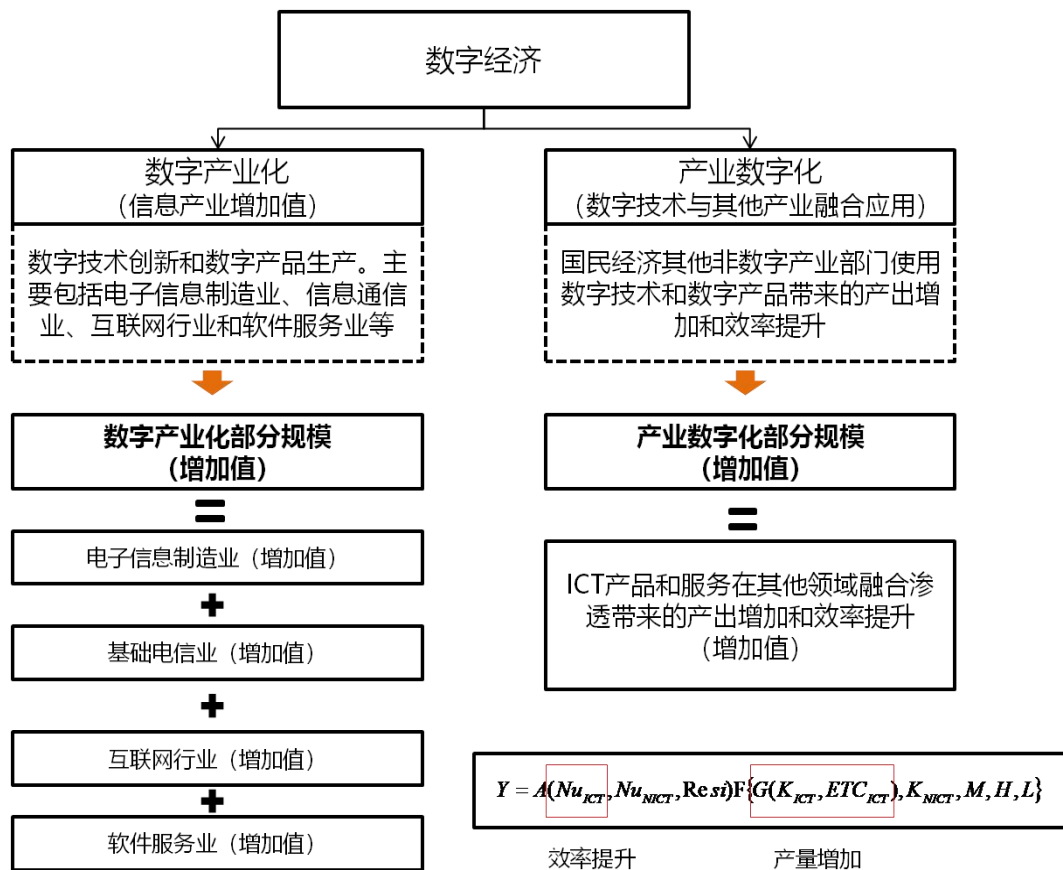 数字经济
数字产业化
（信息产业增加值）
数字技术创新和数字产品生产。主
要包括电子信息制造业、信息通信
业、互联网行业和软件服务业等
数字产业化部分规模
（增加值）
=
电子信息制造业（增加值）
+
基础电信业（增加值）
+
互联网行业（增加值）
+
软件服务业（增加值）
产业数字化
（数字技术与其他产业融合应用）
国民经济其他非数字产业部门使用
数字技术和数字产品带来的产出增
加和效率提升
产业数字化部分规模
（增加值）
=
ICT产品和服务在其他领域融合渗
透带来的产出增加和效率提升
（增加值）
Y = A(Nu_ICT, Nu_NICT, Resi)F{G(K_ICT, ETC_ICT), K_NICT, M, H, L}
效率提升 产量增加